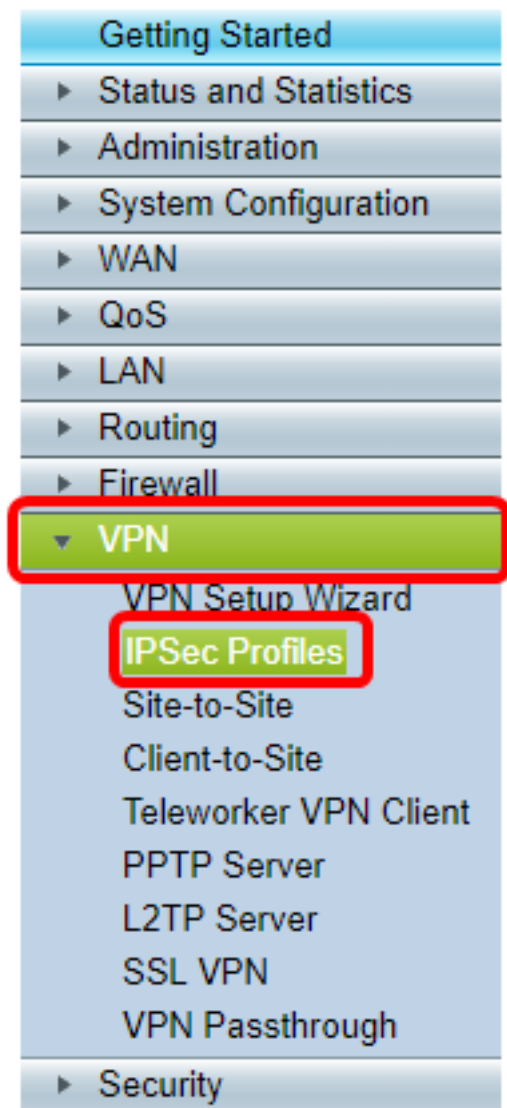 Getting Started
Status and Statistics
Administration
System Configuration
WAN
QoS
LAN
Routing
Firewall
VPN
VPN Setup Wizard
IPSec Profiles
Site-to-Site
Client-to-Site
Teleworker VPN Client
PPTP Server
L2TP Server
SSL VPN
VPN Passthrough
Security